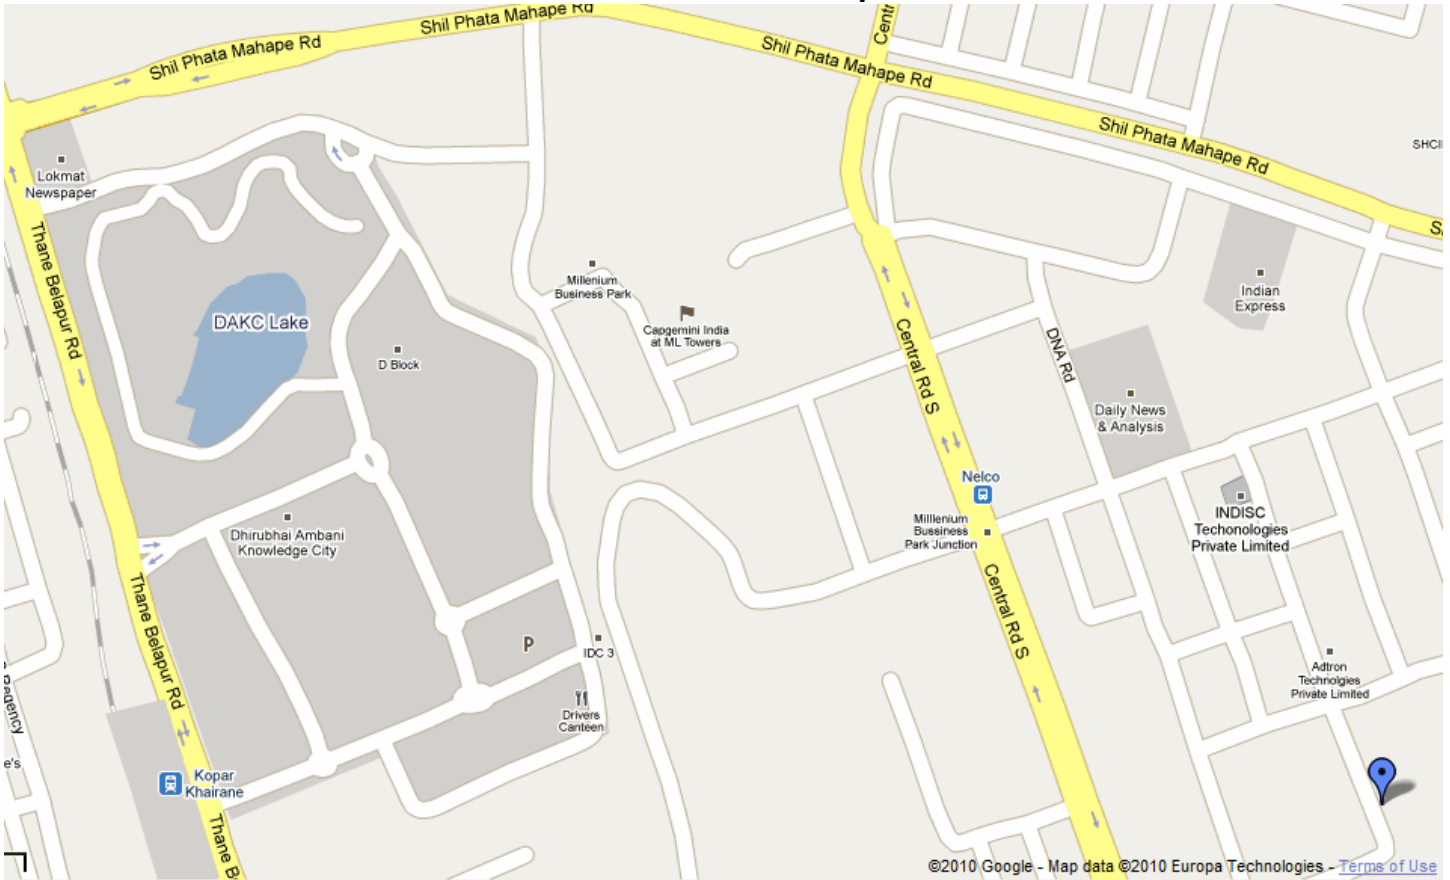 Shil Phata Mahape Rd
Shil Phata Mahape Rd
Shil Phata Mahape Rd
Centr
Shil Phata Mahape Rd
SHCI
S
Lokmat
Newspaper
Thane Belapur Rd
DAKC Lake
D Block
Millenium
Business Park
Capgemini India
at ML Towers
Indian
Express
Central Rd S
DNA Rd
Daily News
& Analysis
Nelco
Milllenium
Bussiness
Park Junction
INDISC
Techonologies
Private Limited
Dhirubhai Ambani
Knowledge City
Thane Belapur Rd
Central Rd S
P
IDC 3
Drivers
Canteen
Adtron
Technolgies
Private Limited
Regency
e's
Kopar
Khairane
Thane B
©2010 Google - Map data ©2010 Europa Technologies - Terms of Use